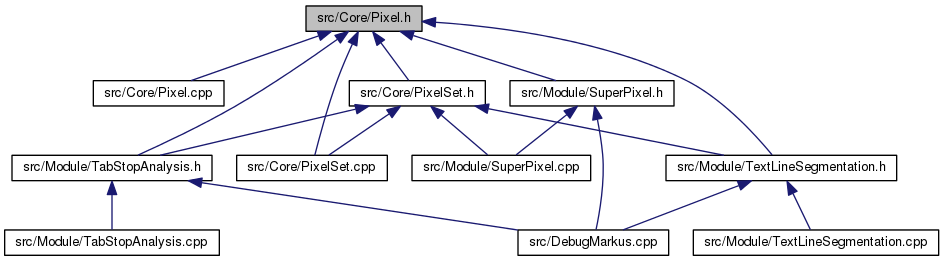 src/Core/Pixel.h
src/Core/Pixel.cpp
src/Core/PixelSet.h
src/Module/SuperPixel.h
src/Module/TabStopAnalysis.h
src/Core/PixelSet.cpp
src/Module/SuperPixel.cpp
src/Module/TextLineSegmentation.h
src/Module/TabStopAnalysis.cpp
src/DebugMarkus.cpp
src/Module/TextLineSegmentation.cpp